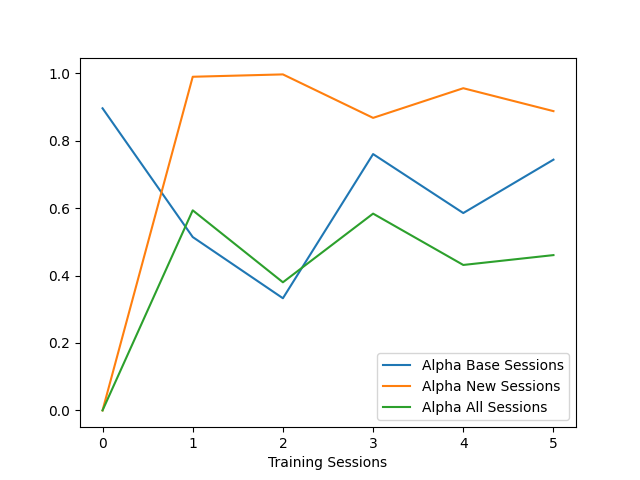 1.0
0.8
0.6
0.4
0.2
0.0
0 1 2 3 4 5
Training Sessions
Alpha Base Sessions
Alpha New Sessions
Alpha All Sessions